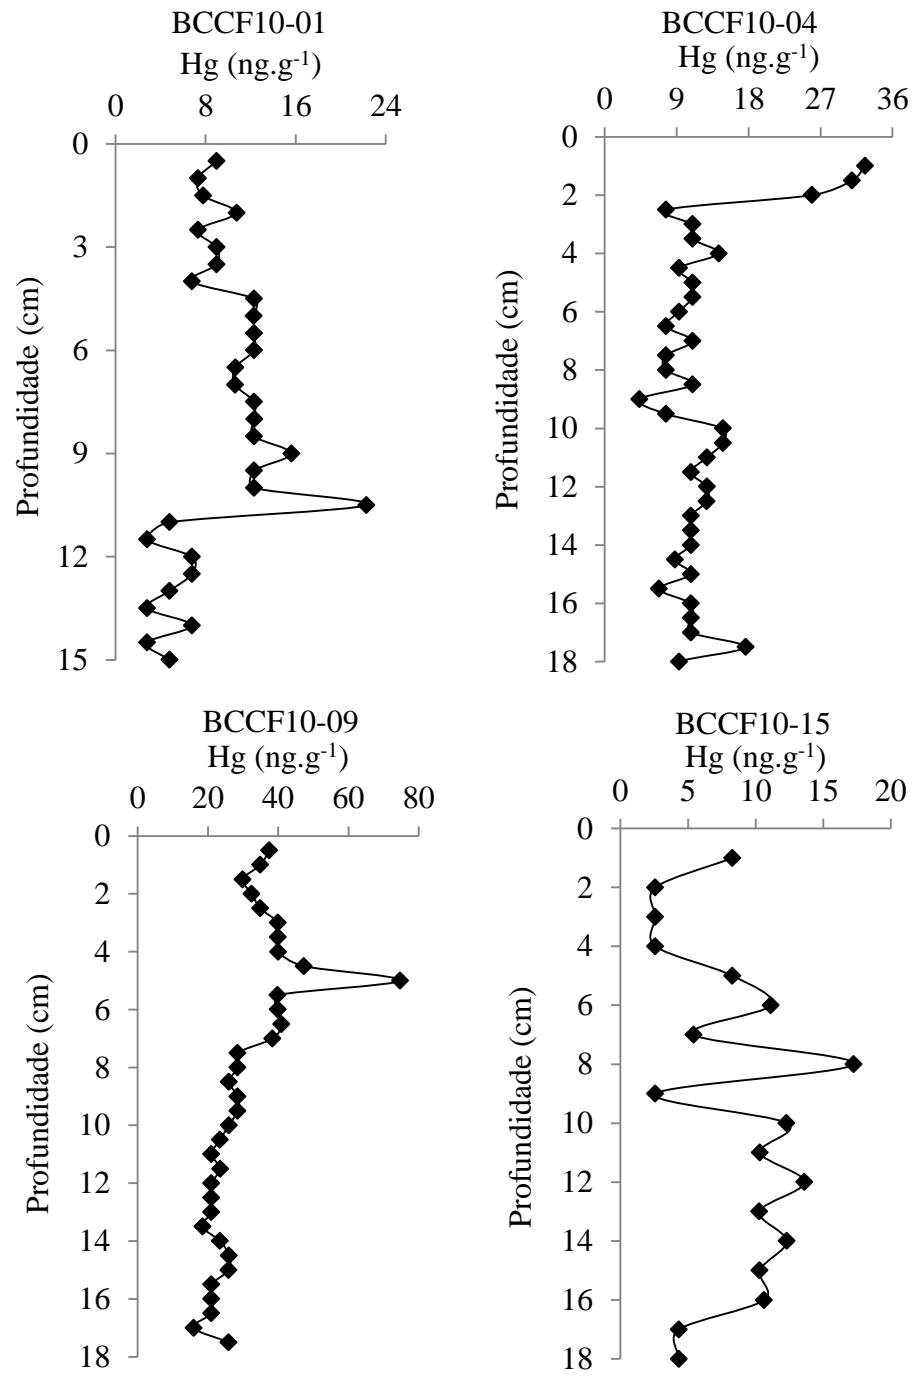 BCCF10-01
Hg (ng.g⁻¹)
0 8 16 24
Profundidade (cm)
0
3
6
9
12
15
BCCF10-04
Hg (ng.g⁻¹)
0 9 18 27 36
Profundidade (cm)
0
2
4
6
8
10
12
14
16
18
BCCF10-09
Hg (ng.g⁻¹)
0 20 40 60 80
Profundidade (cm)
0
2
4
6
8
10
12
14
16
18
BCCF10-15
Hg (ng.g⁻¹)
0 5 10 15 20
Profundidade (cm)
0
2
4
6
8
10
12
14
16
18